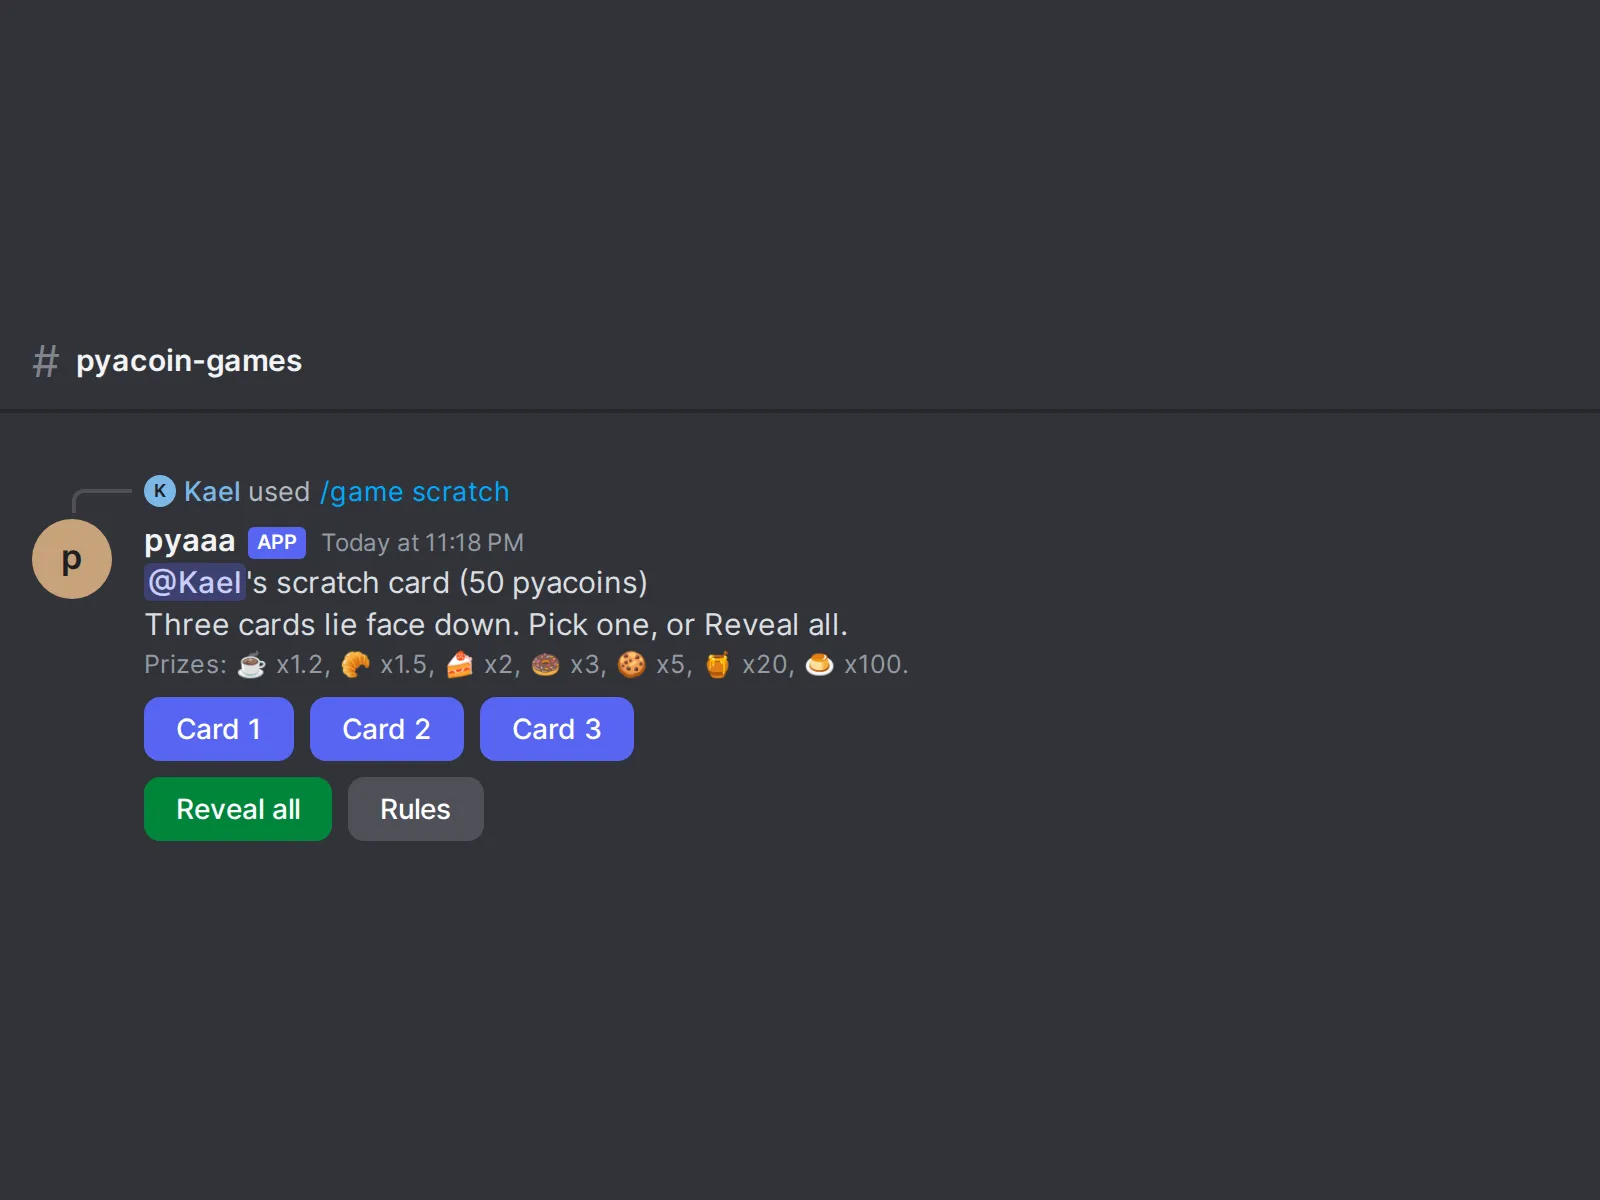 # pyacoin-games
K Kael used /game scratch
p
pyaaa APP Today at 11:18 PM
@Kael's scratch card (50 pyacoins)
Three cards lie face down. Pick one, or Reveal all.
Prizes: ☕ x1.2, 🥐 x1.5, 🍰 x2, 🍩 x3, 🍪 x5, 🍯 x20, 🍮 x100.
Card 1 Card 2 Card 3
Reveal all Rules